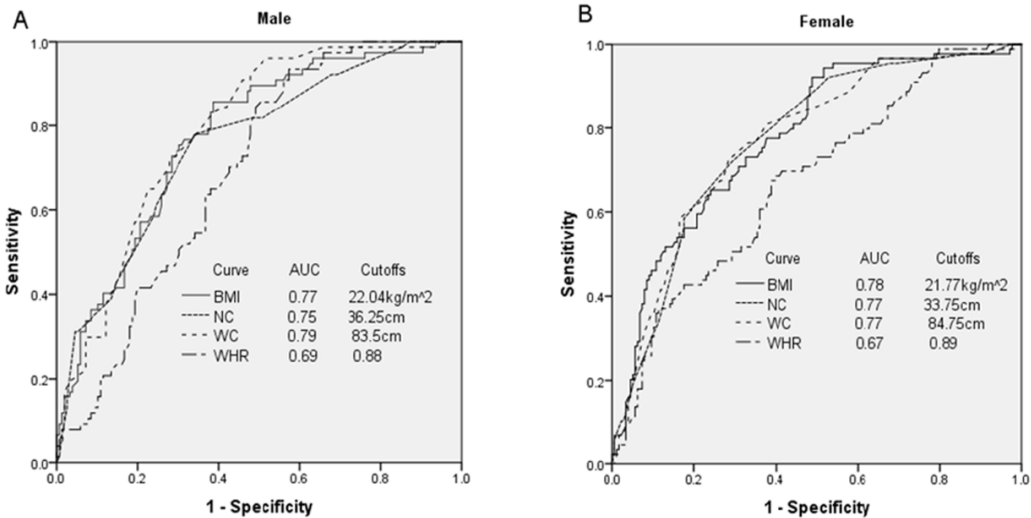 A
Male
1.0
0.8
0.6
0.4
0.2
0.0
Sensitivity
Curve AUC Cutoffs
BMI 0.77 22.04kg/m^2
NC 0.75 36.25cm
WC 0.79 83.5cm
WHR 0.69 0.88
0.0 0.2 0.4 0.6 0.8 1.0
1 - Specificity
B
Female
1.0
0.8
0.6
0.4
0.2
0.0
Sensitivity
Curve AUC Cutoffs
BMI 0.78 21.77kg/m^2
NC 0.77 33.75cm
WC 0.77 84.75cm
WHR 0.67 0.89
0.0 0.2 0.4 0.6 0.8 1.0
1 - Specificity